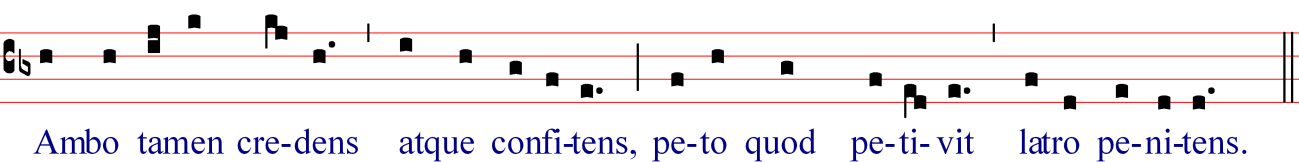 Ambo tamen cre-dens atque confi-tens, pe-to quod pe-ti-vit latro pe-ni-tens.